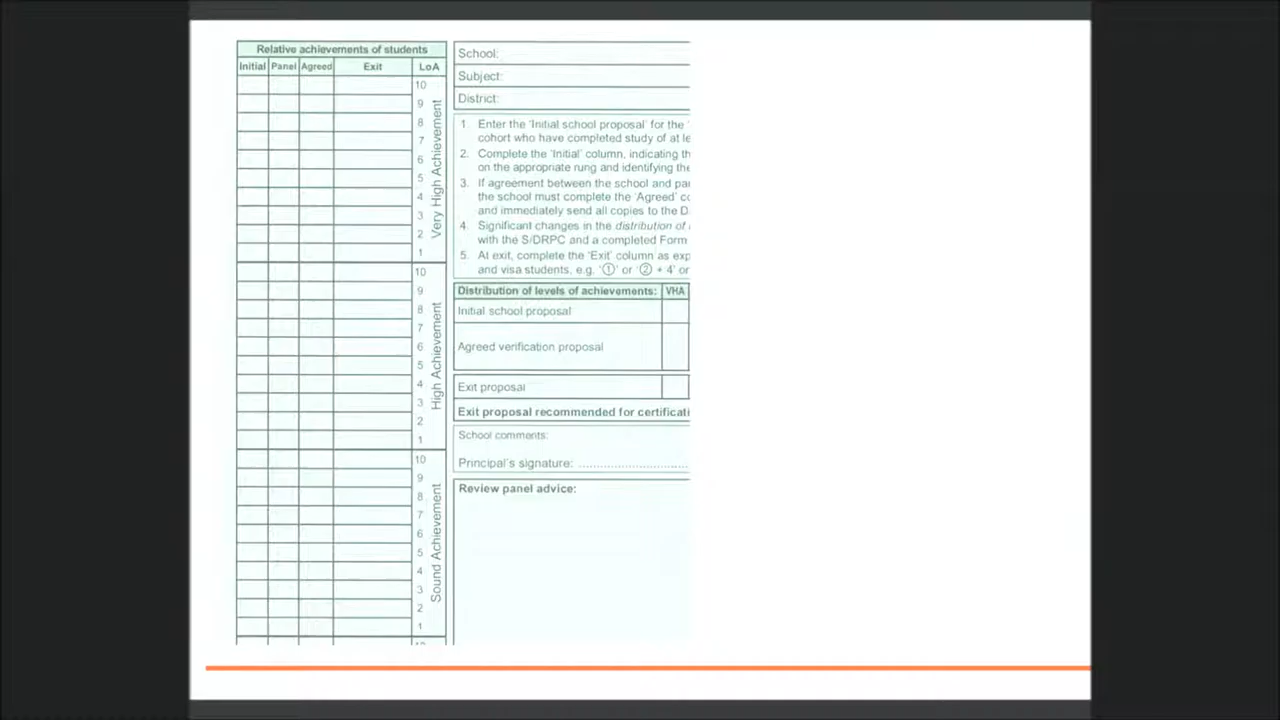 Relative achievements of students
Initial Panel Agreed Exit LoA
10
9
8
7
6
5
4
3
2
1
Very High Achievement
10
9
8
7
6
5
4
3
2
1
High Achievement
10
9
8
7
6
5
4
3
2
1
Sound Achievement
School:
Subject:
District:
1. Enter the 'Initial school proposal' for the '
cohort who have completed study of at le
2. Complete the 'Initial' column, indicating th
on the appropriate rung and identifying the
3. If agreement between the school and pa
the school must complete the 'Agreed' co
and immediately send all copies to the D
4. Significant changes in the distribution of
with the S/DRPC and a completed Form
5. At exit, complete the 'Exit' column as exp
and visa students, e.g. '①' or '② + 4' or
Distribution of levels of achievements: VHA
Initial school proposal
Agreed verification proposal
Exit proposal
Exit proposal recommended for certificati
School comments:
Principal's signature: ..............................
Review panel advice: